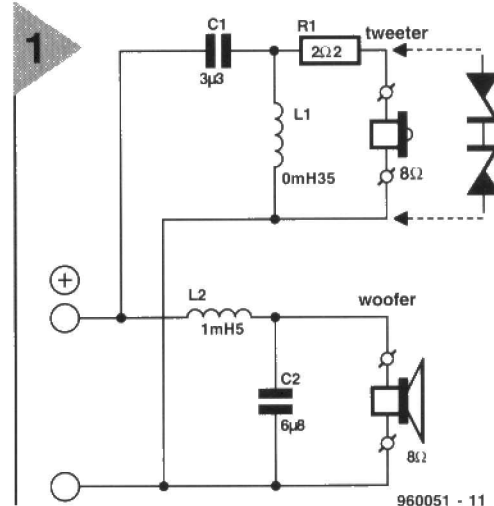 1
C1
R1
tweeter
2Ω2
3µ3
L1
0mH35
8Ω
+
L2
woofer
1mH5
C2
6µ8
8Ω
960051 - 11